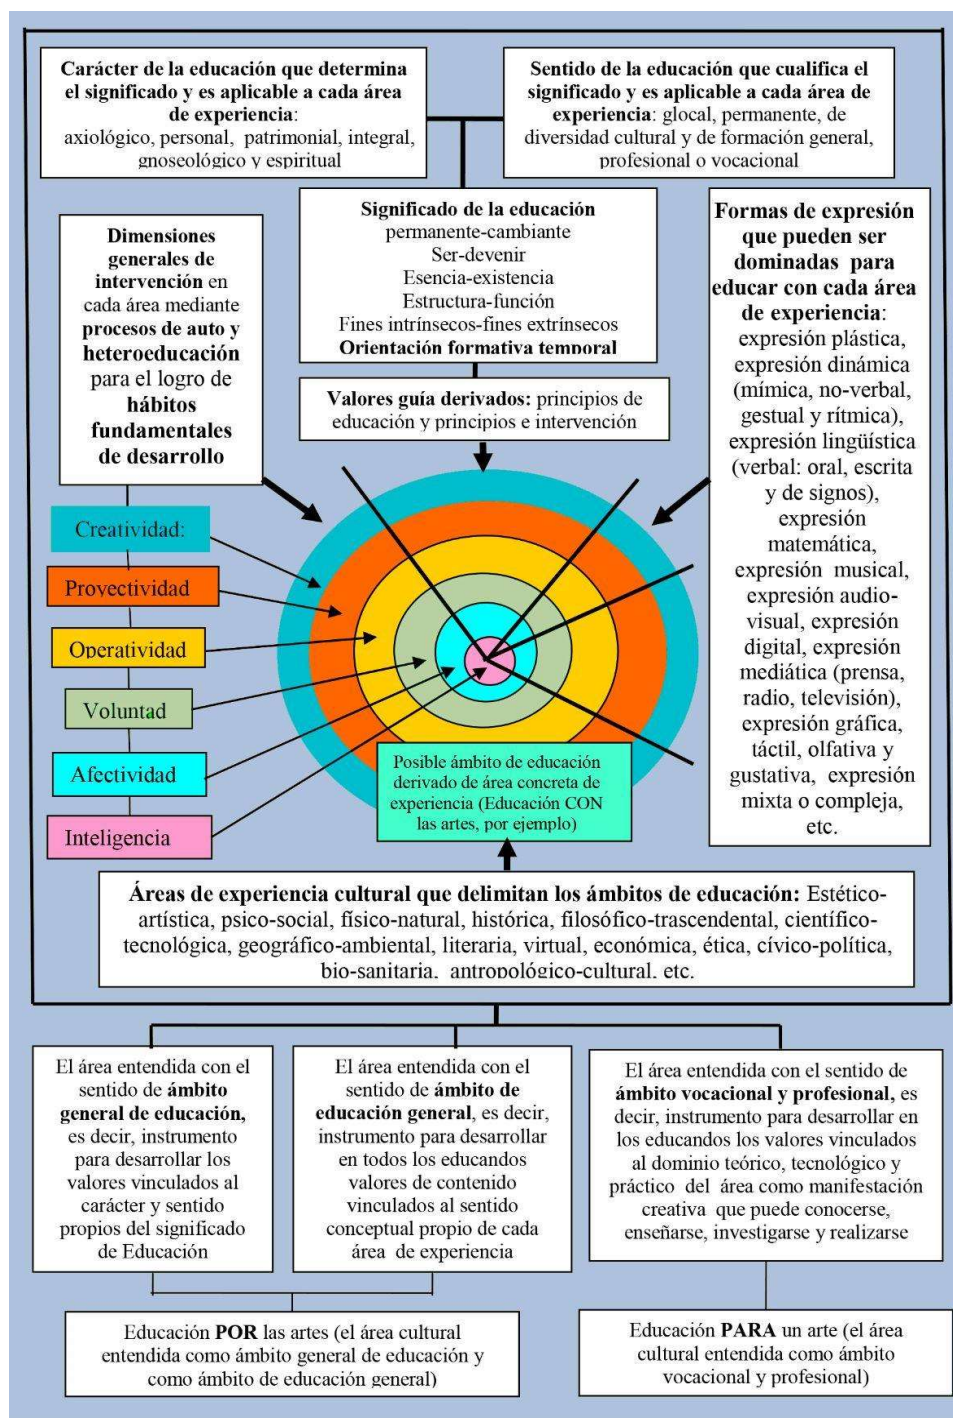 Carácter de la educación que determina
el significado y es aplicable a cada área
de experiencia:
axiológico, personal, patrimonial, integral,
gnoseológico y espiritual
Sentido de la educación que cualifica el
significado y es aplicable a cada área de
experiencia: glocal, permanente, de
diversidad cultural y de formación general,
profesional o vocacional
Significado de la educación
permanente-cambiante
Ser-devenir
Esencia-existencia
Estructura-función
Fines intrínsecos-fines extrínsecos
Orientación formativa temporal
Dimensiones
generales de
intervención en
cada área mediante
procesos de auto y
heteroeducación
para el logro de
hábitos
fundamentales
de desarrollo
Formas de expresión
que pueden ser
dominadas para
educar con cada área
de experiencia:
expresión plástica,
expresión dinámica
(mímica, no-verbal,
gestual y rítmica),
expresión lingüística
(verbal: oral, escrita
y de signos),
expresión
matemática,
expresión musical,
expresión audio-
visual, expresión
digital, expresión
mediática (prensa,
radio, televisión),
expresión gráfica,
táctil, olfativa y
gustativa, expresión
mixta o compleja,
etc.
Valores guía derivados: principios de
educación y principios e intervención
Creatividad:
Proyectividad
Operatividad
Voluntad
Afectividad
Inteligencia
Posible ámbito de educación
derivado de área concreta de
experiencia (Educación CON
las artes, por ejemplo)
Áreas de experiencia cultural que delimitan los ámbitos de educación: Estético-
artística, psico-social, físico-natural, histórica, filosófico-trascendental, científico-
tecnológica, geográfico-ambiental, literaria, virtual, económica, ética, cívico-política,
bio-sanitaria, antropológico-cultural, etc.
El área entendida con el
sentido de ámbito
general de educación,
es decir, instrumento
para desarrollar los
valores vinculados al
carácter y sentido
propios del significado
de Educación
El área entendida con el
sentido de ámbito de
educación general, es decir,
instrumento para desarrollar
en todos los educandos
valores de contenido
vinculados al sentido
conceptual propio de cada
área de experiencia
El área entendida con el sentido de
ámbito vocacional y profesional, es
decir, instrumento para desarrollar en
los educandos los valores vinculados
al dominio teórico, tecnológico y
práctico del área como manifestación
creativa que puede conocerse,
enseñarse, investigarse y realizarse
Educación POR las artes (el área cultural
entendida como ámbito general de educación y
como ámbito de educación general)
Educación PARA un arte (el área
cultural entendida como ámbito
vocacional y profesional)